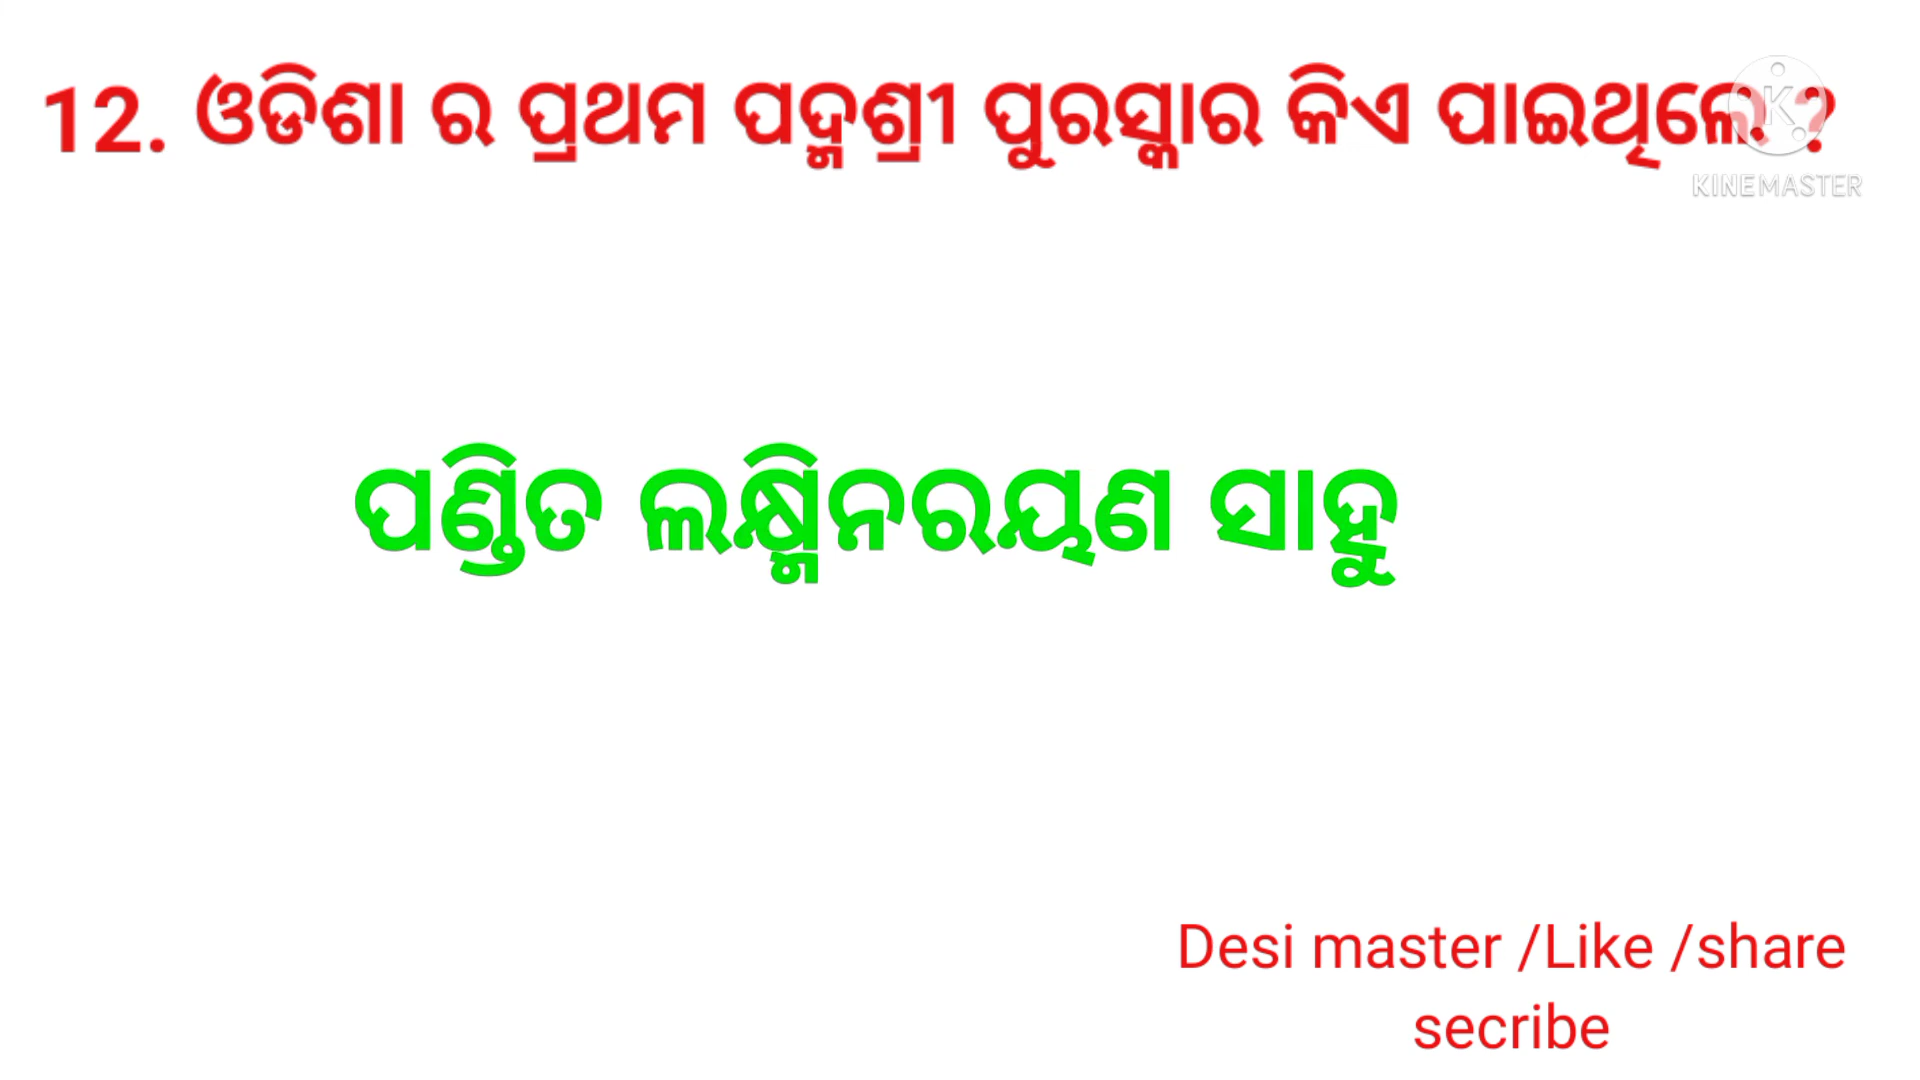 12. ଓଡିଶା ର ପ୍ରଥମ ପଦ୍ମଶ୍ରୀ ପୁରସ୍କାର କିଏ ପାଇଥିଲେ ?
K
KINEMASTER
ପଣ୍ଡିତ ଲକ୍ଷ୍ମିନରୟଣ ସାହୁ
Desi master /Like /share
secribe